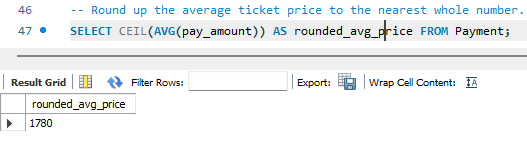 46 -- Round up the average ticket price to the nearest whole number.
47 SELECT CEIL(AVG(pay_amount)) AS rounded_avg_price FROM Payment;
Result Grid Filter Rows: Export: Wrap Cell Content: IA
rounded_avg_price
1780